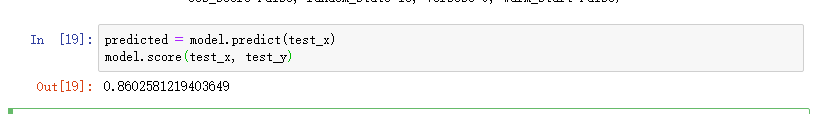 In [19]: predicted = model.predict(test_x)
model.score(test_x, test_y)
Out[19]: 0.8602581219403649